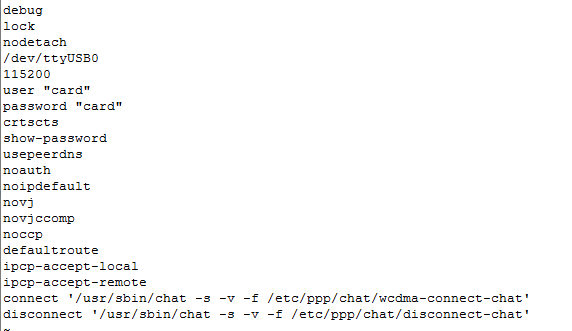 debug
lock
nodetach
/dev/ttyUSB0
115200
user "card"
password "card"
crtscts
show-password
usepeerdns
noauth
noipdefault
novj
novjccomp
noccp
defaultroute
ipcp-accept-local
ipcp-accept-remote
connect '/usr/sbin/chat -s -v -f /etc/ppp/chat/wcdma-connect-chat'
disconnect '/usr/sbin/chat -s -v -f /etc/ppp/chat/disconnect-chat'
~